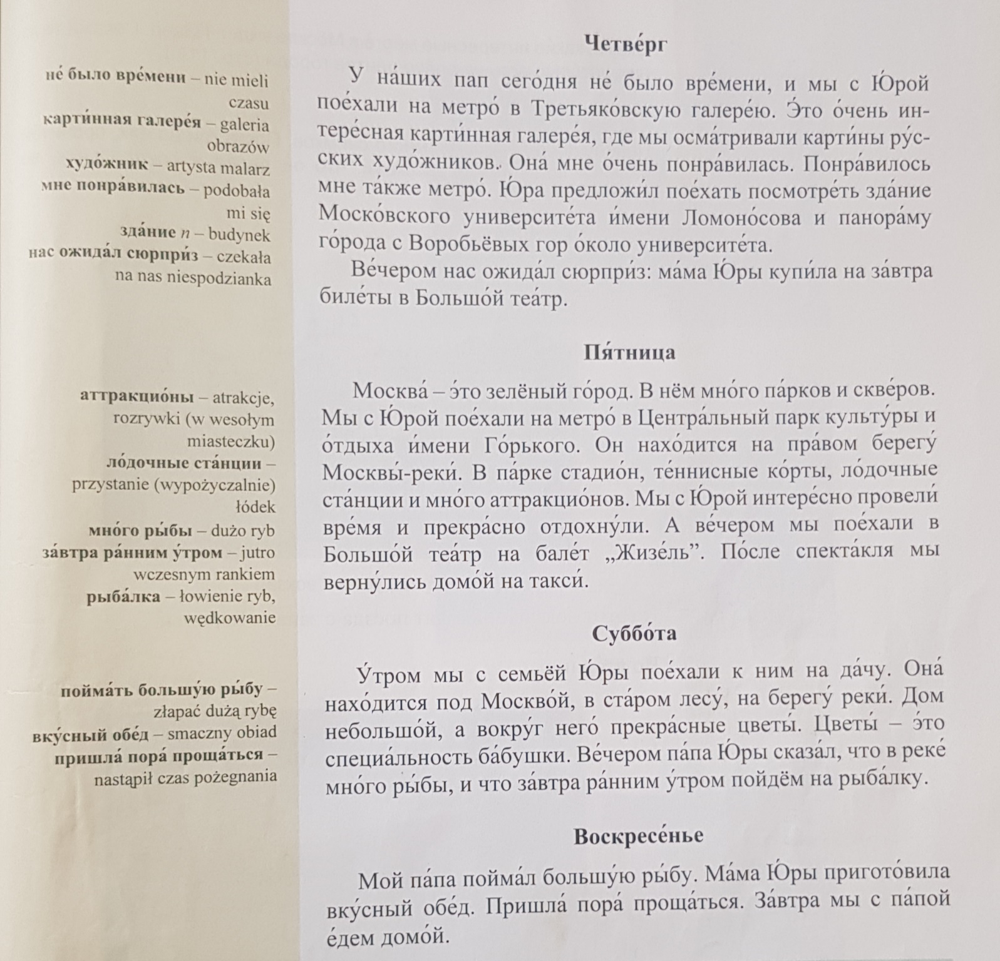 не́ было вре́мени – nie mieli
czasu
карти́нная галере́я – galeria
obrazów
худо́жник – artysta malarz
мне понра́вилась – podobała
mi się
зда́ние n – budynek
нас ожида́л сюрпри́з – czekała
na nas niespodzianka
аттракцио́ны – atrakcje,
rozrywki (w wesołym
miasteczku)
ло́дочные ста́нции –
przystanie (wypożyczalnie)
łódek
мно́го ры́бы – dużo ryb
за́втра ра́нним у́тром – jutro
wczesnym rankiem
рыба́лка – łowienie ryb,
wędkowanie
пойма́ть большу́ю ры́бу –
złapać dużą rybę
вку́сный обе́д – smaczny obiad
пришла́ пора́ проща́ться –
nastąpił czas pożegnania
Четве́рг
У на́ших пап сего́дня не́ было вре́мени, и мы с Ю́рой
пое́хали на метро́ в Третьяко́вскую галере́ю. Э́то о́чень ин-
тере́сная карти́нная галере́я, где мы осма́тривали карти́ны ру́с-
ских худо́жников. Она́ мне о́чень понра́вилась. Понра́вилось
мне та́кже метро́. Ю́ра предложи́л пое́хать посмотре́ть зда́ние
Моско́вского университе́та и́мени Ломоно́сова и панора́му
го́рода с Воробьёвых гор о́коло университе́та.
Ве́чером нас ожида́л сюрпри́з: ма́ма Ю́ры купи́ла на за́втра
биле́ты в Большо́й теа́тр.
Пя́тница
Москва́ – э́то зелёный го́род. В нём мно́го па́рков и скве́ров.
Мы с Ю́рой пое́хали на метро́ в Центра́льный парк культу́ры и
о́тдыха и́мени Го́рького. Он нахо́дится на пра́вом берегу́
Москвы́-реки́. В па́рке стадио́н, те́ннисные ко́рты, ло́дочные
ста́нции и мно́го аттракцио́нов. Мы с Ю́рой интере́сно провели́
вре́мя и прекра́сно отдохну́ли. А ве́чером мы пое́хали в
Большо́й теа́тр на бале́т „Жизе́ль”. По́сле спекта́кля мы
верну́лись домо́й на такси́.
Суббо́та
У́тром мы с семьёй Ю́ры пое́хали к ним на да́чу. Она́
нахо́дится под Москво́й, в ста́ром лесу́, на берегу́ реки́. Дом
небольшо́й, а вокру́г него́ прекра́сные цветы́. Цветы́ – э́то
специа́льность ба́бушки. Ве́чером па́па Ю́ры сказа́л, что в реке́
мно́го ры́бы, и что за́втра ра́нним у́тром пойдём на рыба́лку.
Воскресе́нье
Мой па́па пойма́л большу́ю ры́бу. Ма́ма Ю́ры пригото́вила
вку́сный обе́д. Пришла́ пора́ проща́ться. За́втра мы с па́пой
е́дем домо́й.